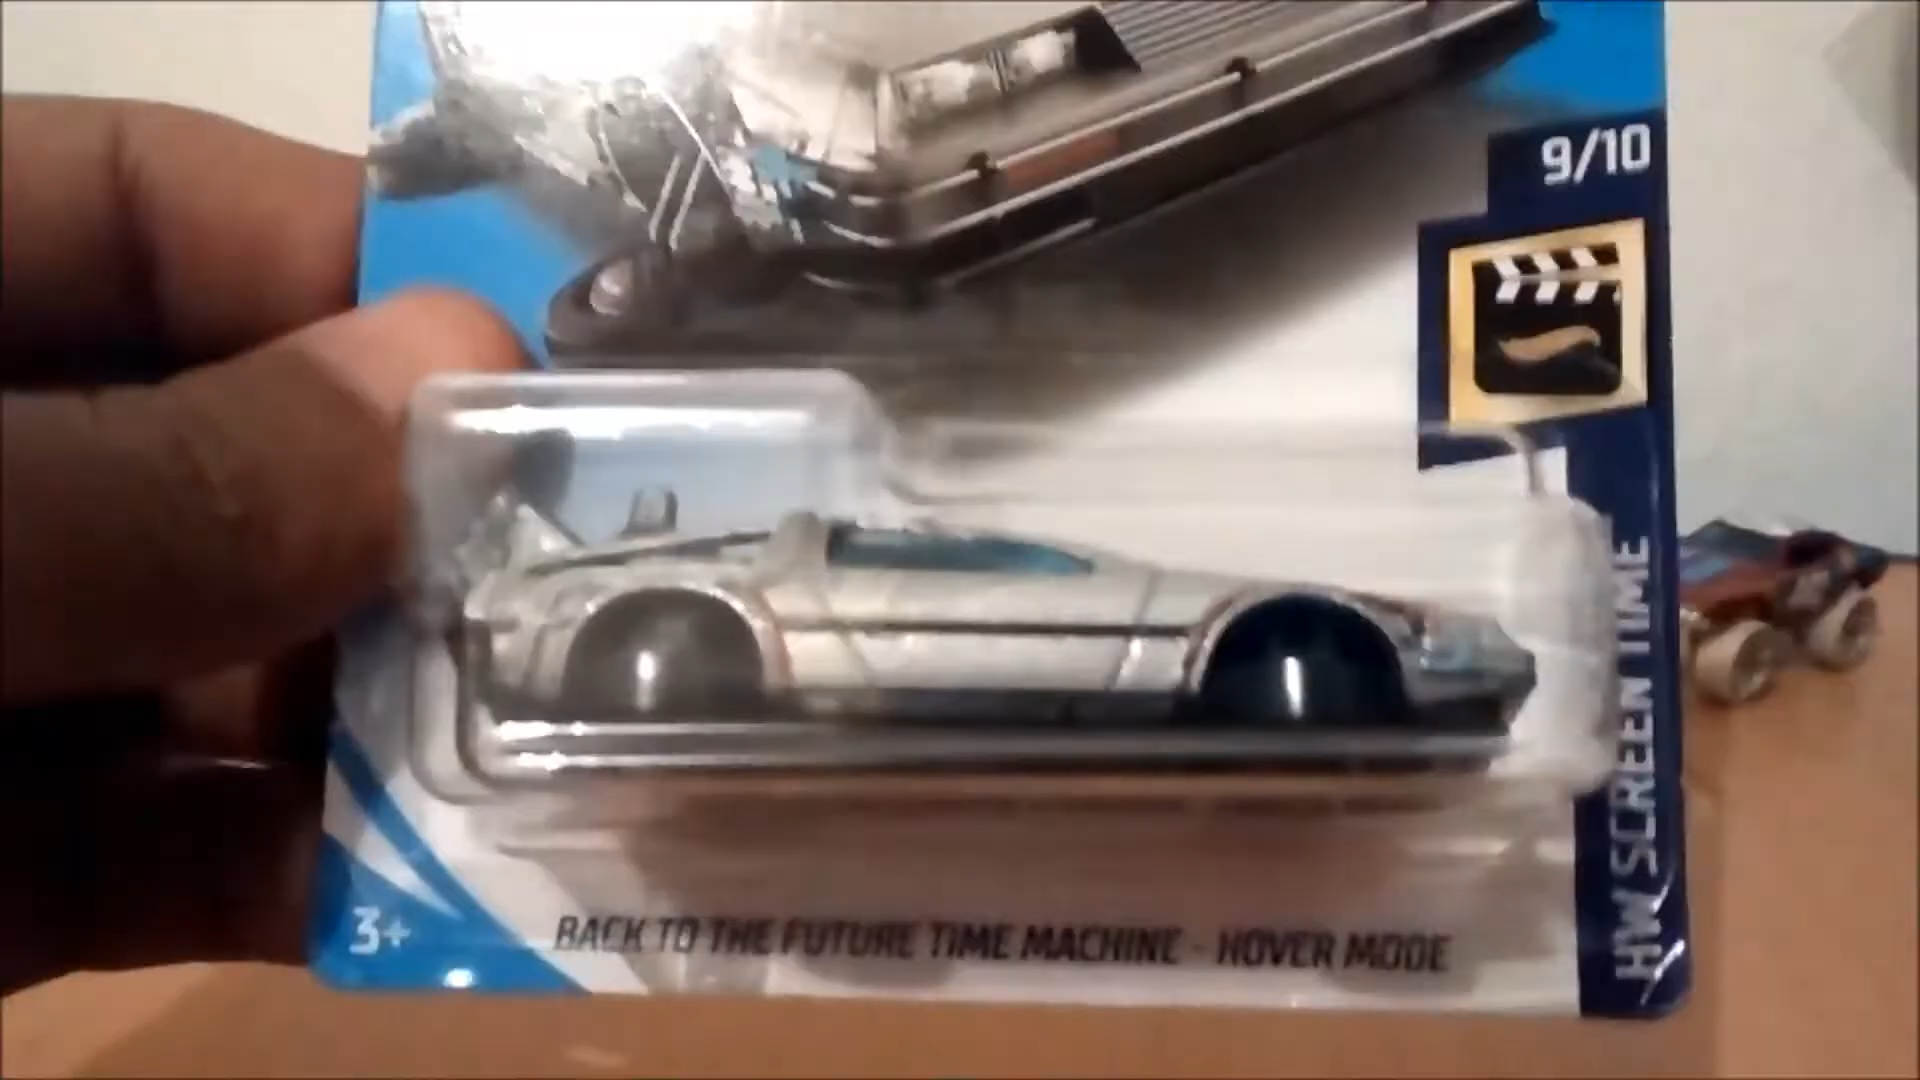 9/10
HW SCREEN TIME
3+
BACK TO THE FUTURE TIME MACHINE - HOVER MODE